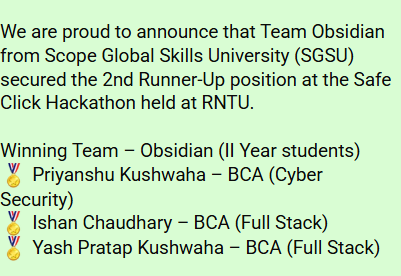 We are proud to announce that Team Obsidian
from Scope Global Skills University (SGSU)
secured the 2nd Runner-Up position at the Safe
Click Hackathon held at RNTU.
Winning Team – Obsidian (II Year students)
🏅 Priyanshu Kushwaha – BCA (Cyber
Security)
🏅 Ishan Chaudhary – BCA (Full Stack)
🏅 Yash Pratap Kushwaha – BCA (Full Stack)